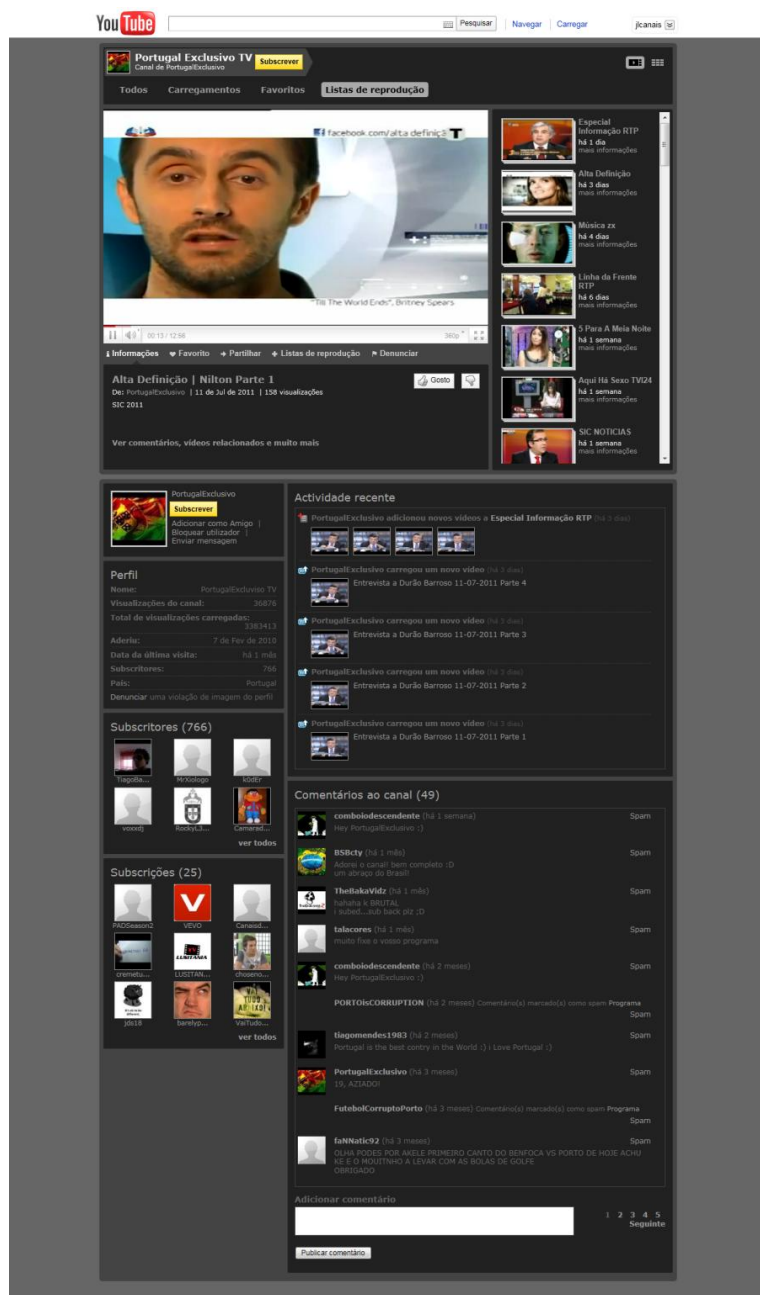 You Tube
Pesquisar
Navegar
Carregar
jlcanais
Portugal Exclusivo TV
Canal de PortugalExclusivo
Subscrever
Todos
Carregamentos
Favoritos
Listas de reprodução
facebook.com/alta definiçã
T
"Till The World Ends", Britney Spears
00:13 / 12:56
360p
Informações
Favorito
Partilhar
Listas de reprodução
Denunciar
Alta Definição | Nilton Parte 1
De: PortugalExclusivo | 11 de Jul de 2011 | 158 visualizações
SIC 2011
Gosto
Ver comentários, vídeos relacionados e muito mais
Especial
Informação RTP
há 1 dia
mais informações
Alta Definição
há 3 dias
mais informações
Música zx
há 4 dias
mais informações
Linha da Frente
RTP
há 6 dias
mais informações
5 Para A Meia Noite
há 1 semana
mais informações
Aqui Há Sexo TVI24
há 1 semana
mais informações
SIC NOTICIAS
há 1 semana
mais informações
PortugalExclusivo
Subscrever
Adicionar como Amigo |
Bloquear utilizador |
Enviar mensagem
Perfil
Nome: PortugalExcluviso TV
Visualizações do canal: 36876
Total de visualizações carregadas:
3383413
Aderiu: 7 de Fev de 2010
Data da última visita: há 1 mês
Subscritores: 766
País: Portugal
Denunciar uma violação de imagem do perfil
Subscritores (766)
TiagoBa...
MrXiologo
k0dEr
voxxdj
RockyL3...
Camarad...
ver todos
Subscrições (25)
PADSeason2
VEVO
Canaisd...
cremetu...
LUSITAN...
choseno...
jds18
barelyp...
VaiTudo...
ver todos
Actividade recente
PortugalExclusivo adicionou novos vídeos a Especial Informação RTP (há 3 dias)
PortugalExclusivo carregou um novo vídeo (há 3 dias)
Entrevista a Durão Barroso 11-07-2011 Parte 4
PortugalExclusivo carregou um novo vídeo (há 3 dias)
Entrevista a Durão Barroso 11-07-2011 Parte 3
PortugalExclusivo carregou um novo vídeo (há 3 dias)
Entrevista a Durão Barroso 11-07-2011 Parte 2
PortugalExclusivo carregou um novo vídeo (há 3 dias)
Entrevista a Durão Barroso 11-07-2011 Parte 1
Comentários ao canal (49)
comboiodescendente (há 1 semana) Spam
Hey PortugalExclusivo :)
BSBcty (há 1 mês) Spam
Adorei o canal! bem completo :D
um abraço do Brasil!
TheBakaVidz (há 1 mês) Spam
hahaha k BRUTAL
i subed...sub back plz ;D
talacores (há 1 mês) Spam
muito fixe o vosso programa
comboiodescendente (há 2 meses) Spam
Hey PortugalExclusivo :)
PORTOisCORRUPTION (há 2 meses) Comentário(s) marcado(s) como spam Programa
Spam
tiagomendes1983 (há 2 meses) Spam
Portugal is the best contry in the World :) i Love Portugal :)
PortugalExclusivo (há 3 meses) Spam
19, AZIADO!
FutebolCorruptoPorto (há 3 meses) Comentário(s) marcado(s) como spam Programa
Spam
faNNatic92 (há 3 meses) Spam
OLHA PODES POR AKELE PRIMEIRO CANTO DO BENFOCA VS PORTO DE HOJE ACHU
KE E O MOUITNHO A LEVAR COM AS BOLAS DE GOLFE
OBRIGADO
Adicionar comentário
1 2 3 4 5
Seguinte
Publicar comentário